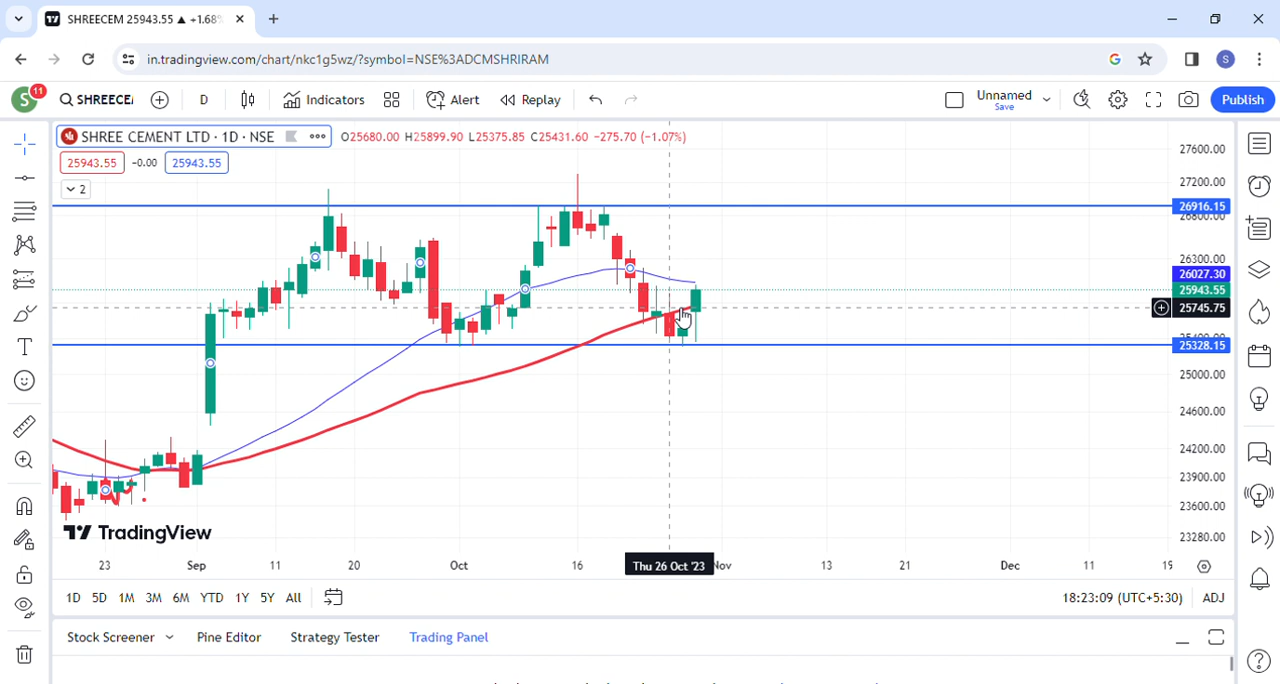 SHREECEM 25943.55 ▲ +1.68%
in.tradingview.com/chart/nkc1g5wz/?symbol=NSE%3ADCMSHRIRAM
S
S 11 SHREECE D Indicators Alert Replay Unnamed Save Publish
SHREE CEMENT LTD · 1D · NSE O25680.00 H25899.90 L25375.85 C25431.60 −275.70 (−1.07%)
25943.55 -0.00 25943.55
2
27600.00
27200.00
26916.15
26800.00
26300.00
26027.30
25943.55
25745.75
25328.15
25000.00
24600.00
24200.00
23900.00
23600.00
23280.00
TradingView
23 Sep 11 20 Oct 16 Thu 26 Oct '23 Nov 13 21 Dec 11 19
1D 5D 1M 3M 6M YTD 1Y 5Y All 18:23:09 (UTC+5:30) ADJ
Stock Screener Pine Editor Strategy Tester Trading Panel